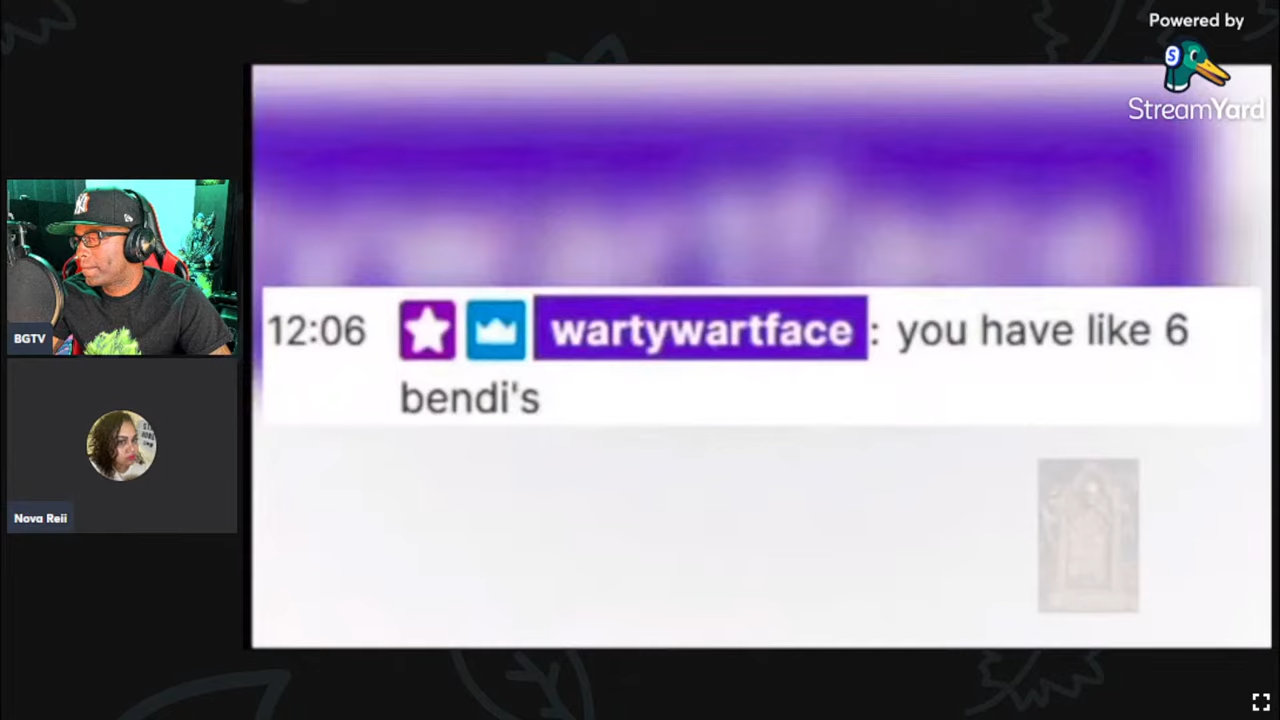 Powered by
StreamYard
BGTV
Nova Reii
12:06 wartywartface : you have like 6
bendi's